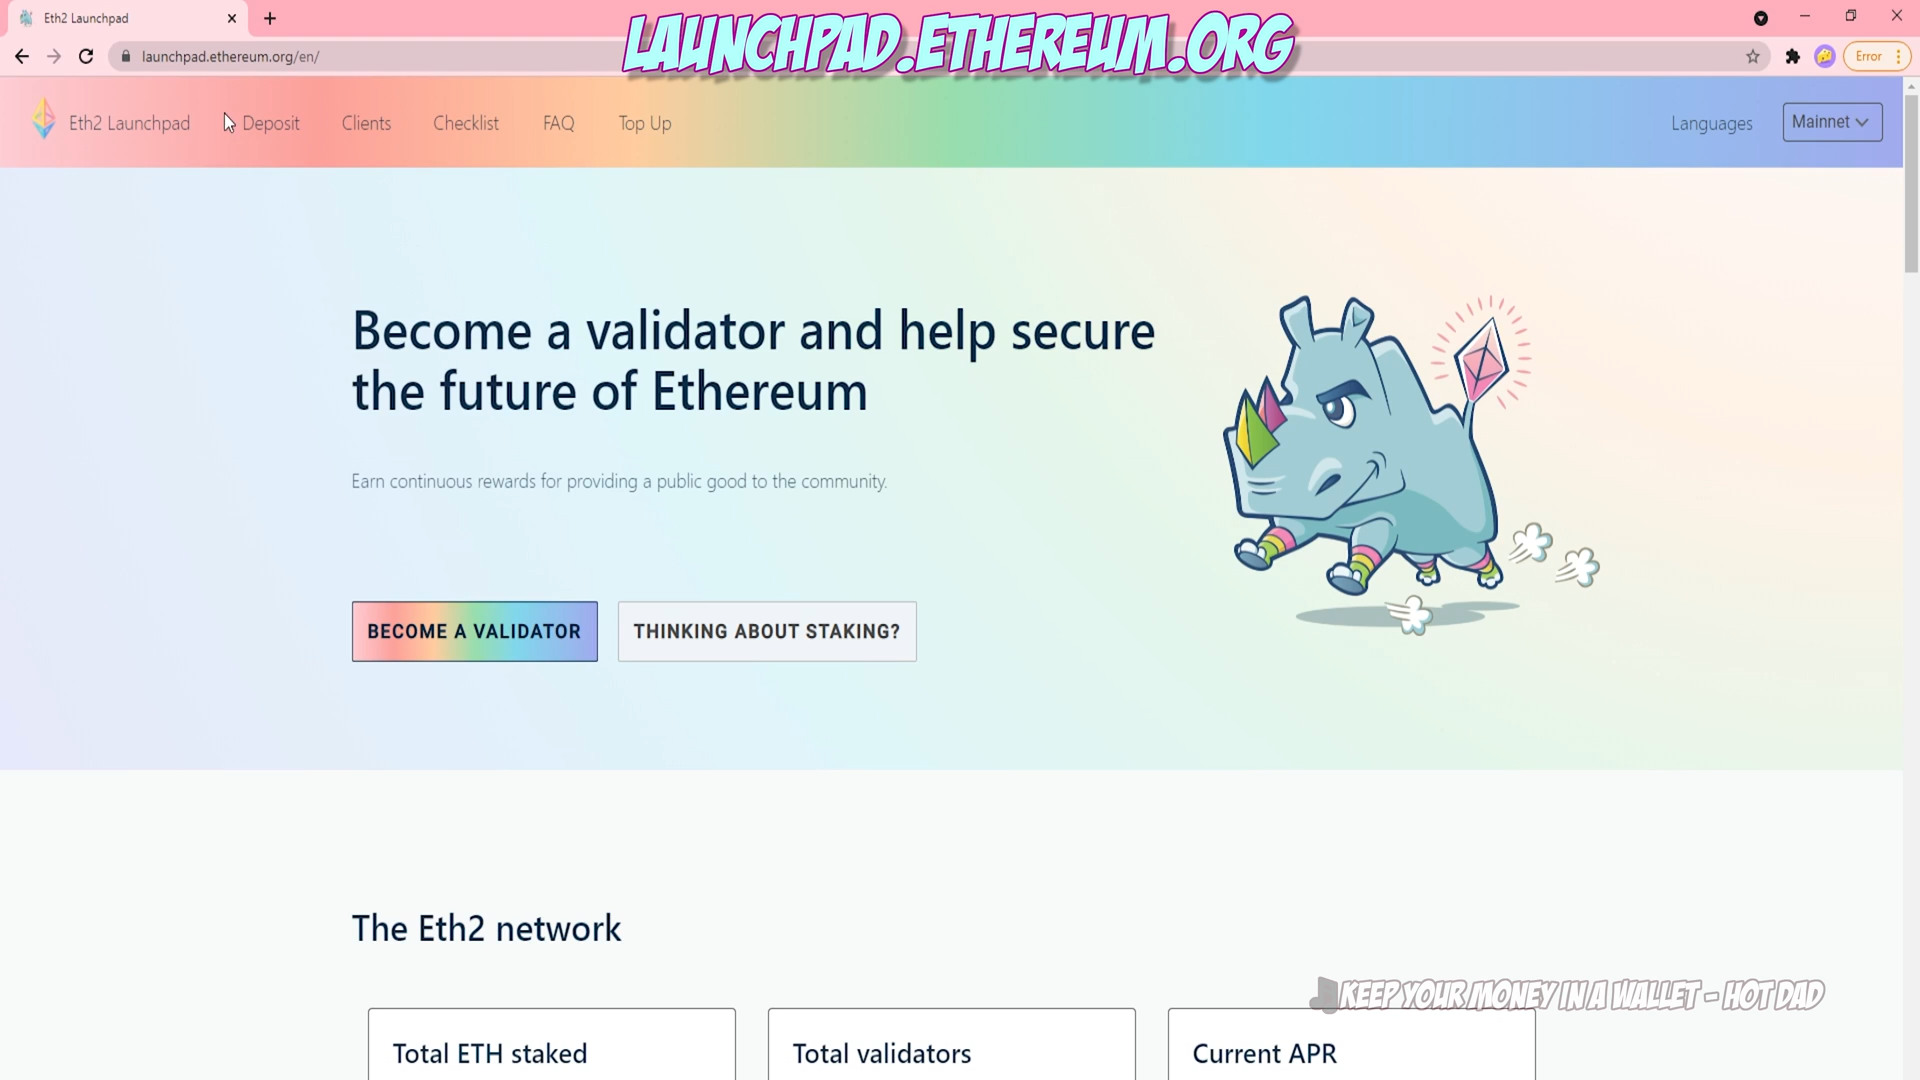 Eth2 Launchpad
LAUNCHPAD.ETHEREUM.ORG
launchpad.ethereum.org/en/
Error
Eth2 Launchpad
Deposit
Clients
Checklist
FAQ
Top Up
Languages
Mainnet
Become a validator and help secure
the future of Ethereum
Earn continuous rewards for providing a public good to the community.
BECOME A VALIDATOR
THINKING ABOUT STAKING?
The Eth2 network
KEEP YOUR MONEY IN A WALLET - HOT DAD
Total ETH staked
Total validators
Current APR